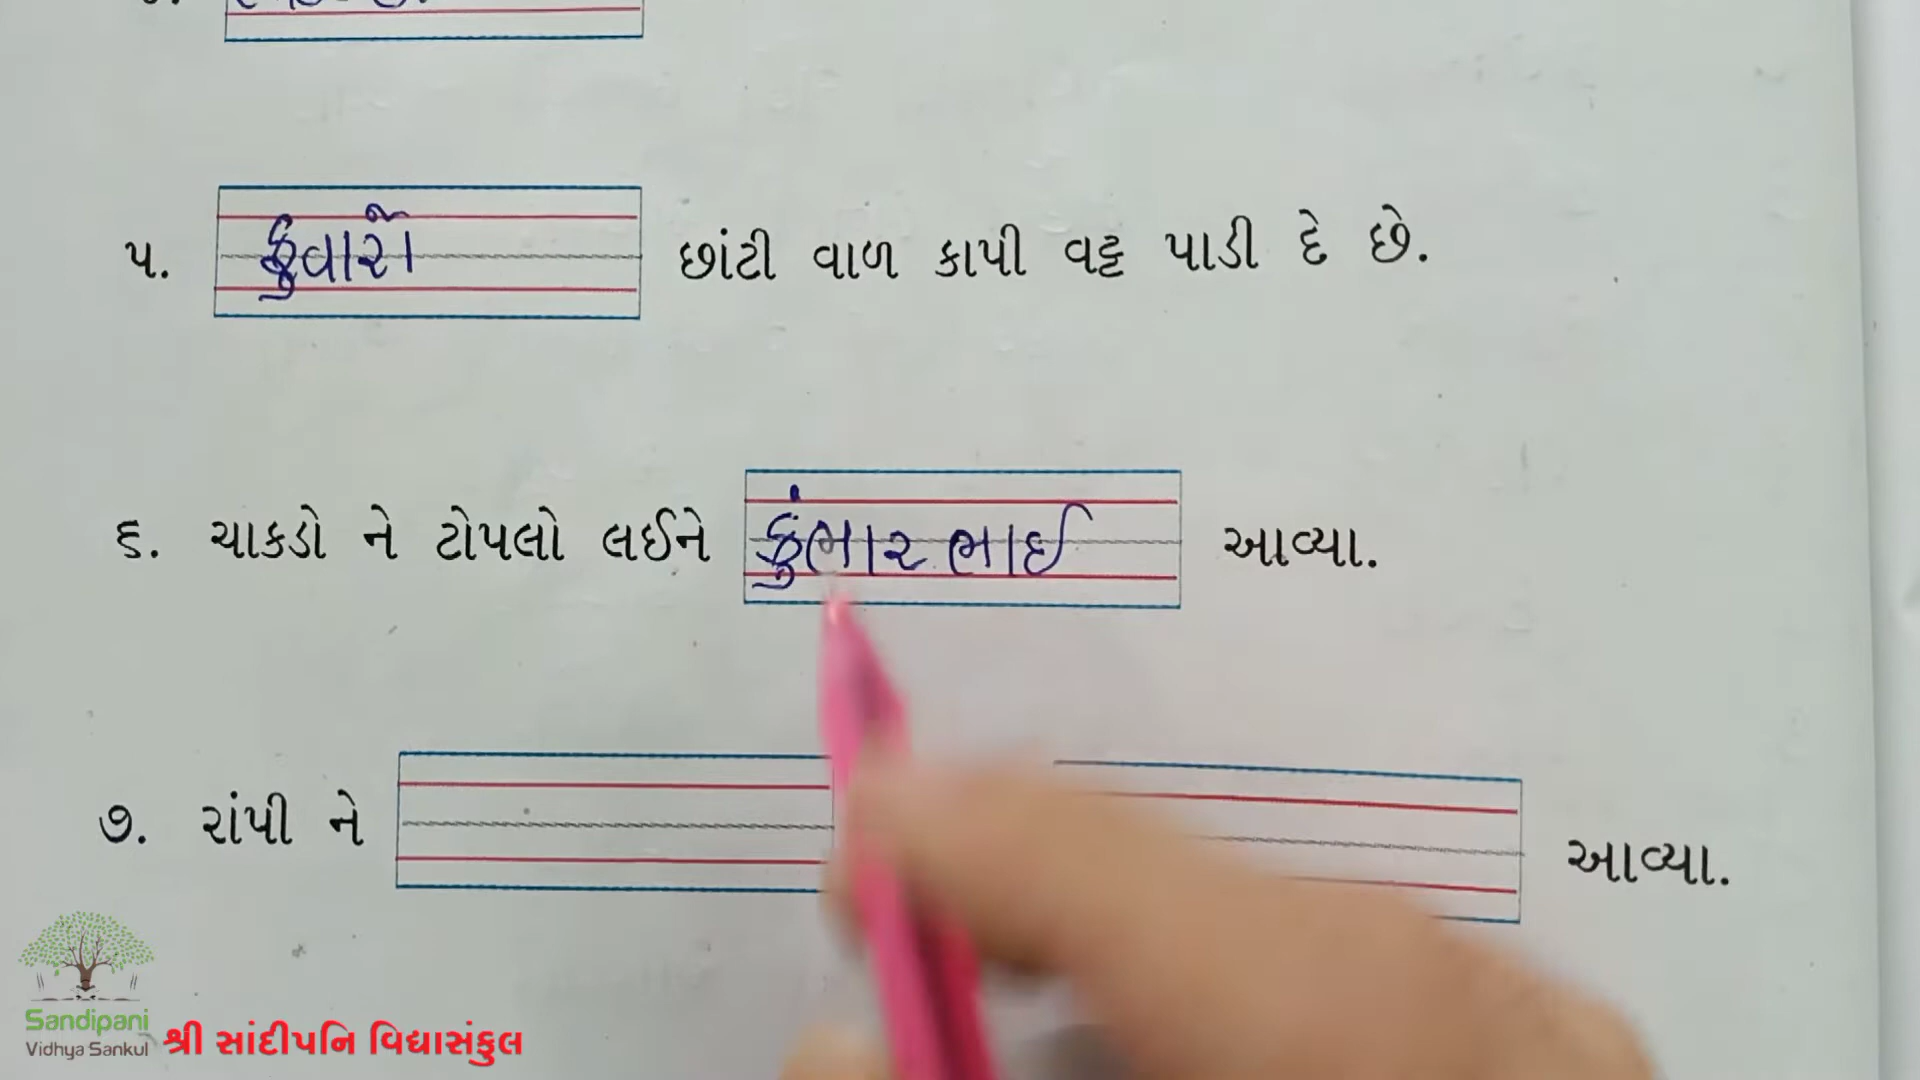 ૫. ફુવારો છાંટી વાળ કાપી વટ્ટ પાડી દે છે.
૬. ચાકડો ને ટોપલો લઈને કુંભાર ભાઈ આવ્યા.
૭. રાંપી ને આવ્યા.
Sandipani
Vidhya Sankul
શ્રી સાંદીપનિ વિદ્યાસંકુલ